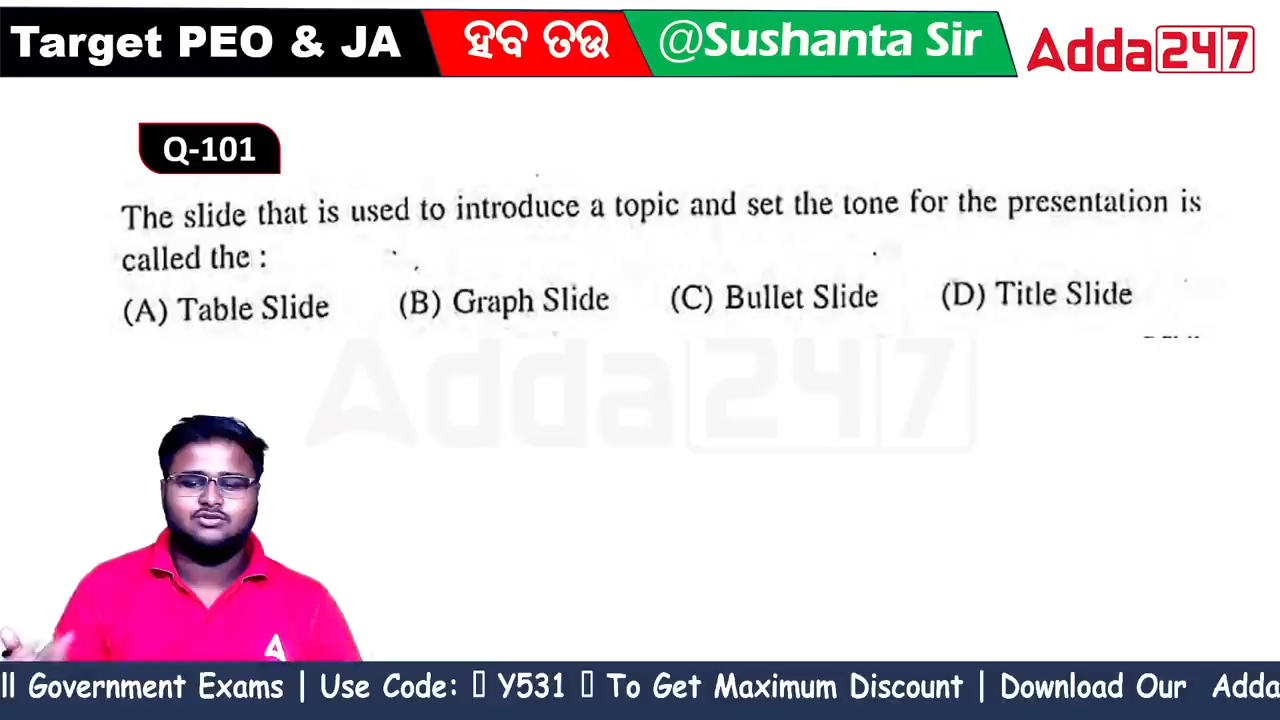 Target PEO & JA ହବ ତଉ @Sushanta Sir Adda247
Q-101
The slide that is used to introduce a topic and set the tone for the presentation is
called the :
(A) Table Slide (B) Graph Slide (C) Bullet Slide (D) Title Slide
Adda247
ll Government Exams | Use Code: Y531 To Get Maximum Discount | Download Our Adda